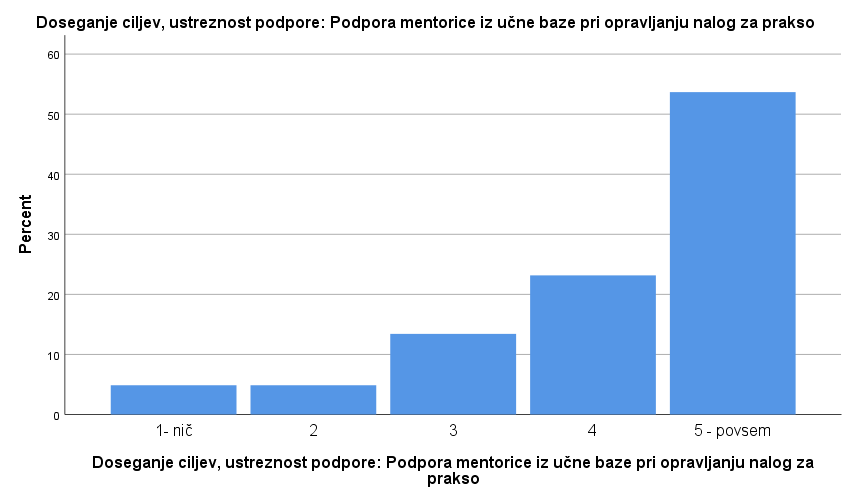 Doseganje ciljev, ustreznost podpore: Podpora mentorice iz učne baze pri opravljanju nalog za prakso
60
50
40
30
20
10
0
Percent
1- nič
2
3
4
5 - povsem
Doseganje ciljev, ustreznost podpore: Podpora mentorice iz učne baze pri opravljanju nalog za
prakso